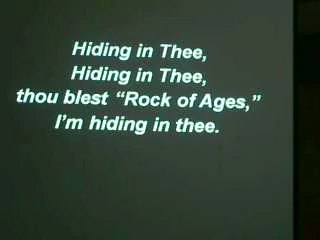 Hiding in Thee,
Hiding in Thee,
thou blest “Rock of Ages,”
I'm hiding in thee.